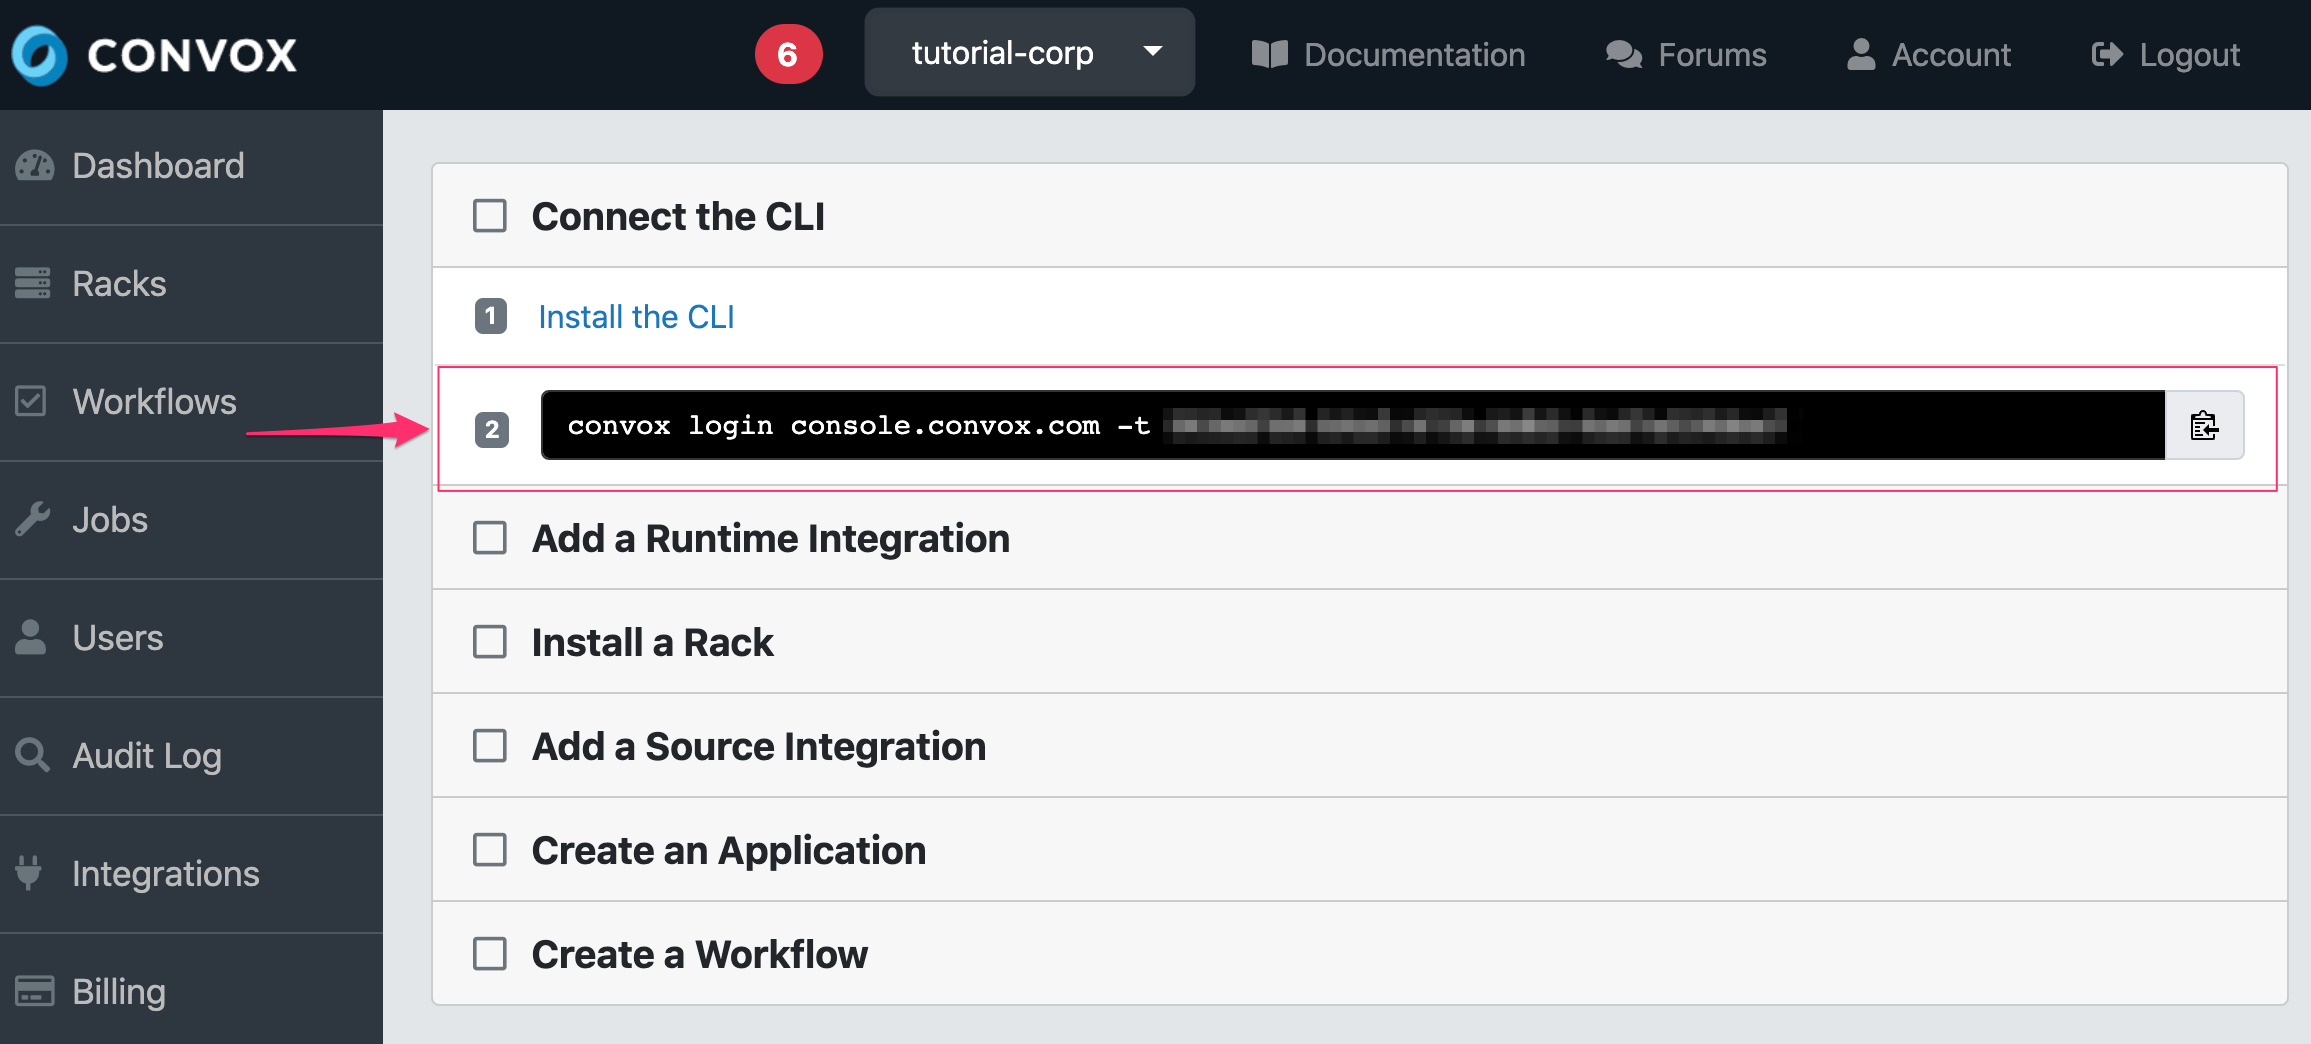 CONVOX
6
tutorial-corp
Documentation
Forums
Account
Logout
Dashboard
Racks
Workflows
Jobs
Users
Audit Log
Integrations
Billing
Connect the CLI
1 Install the CLI
2 convox login console.convox.com -t
Add a Runtime Integration
Install a Rack
Add a Source Integration
Create an Application
Create a Workflow